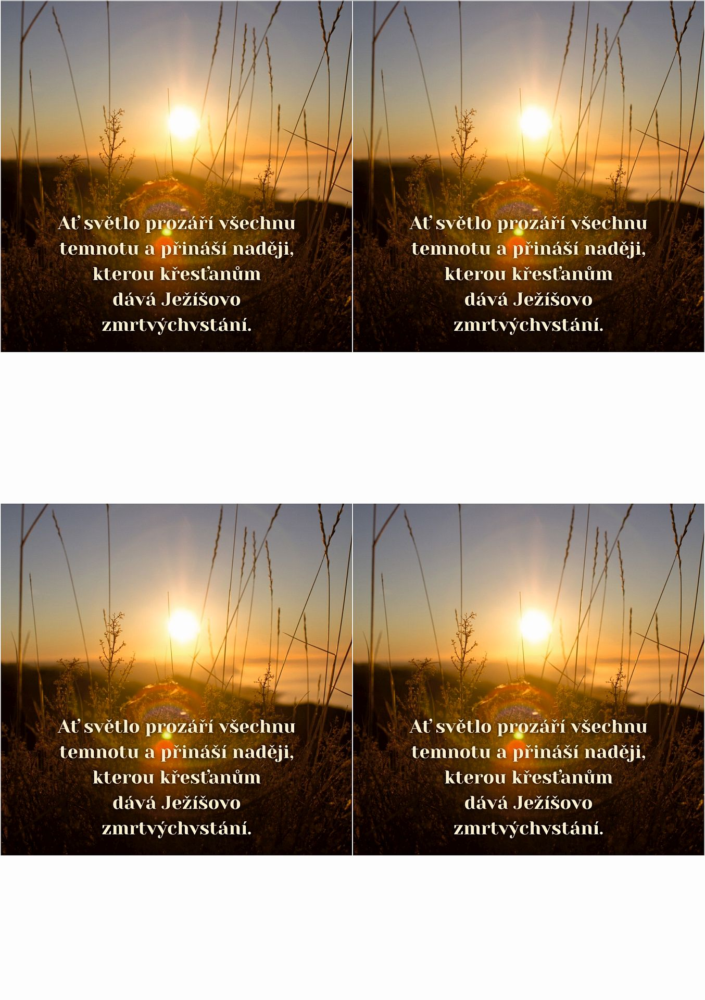 Ať světlo prozáří všechnu
temnotu a přináší naději,
kterou křesťanům
dává Ježíšovo
zmrtvýchvstání.
Ať světlo prozáří všechnu
temnotu a přináší naději,
kterou křesťanům
dává Ježíšovo
zmrtvýchvstání.
Ať světlo prozáří všechnu
temnotu a přináší naději,
kterou křesťanům
dává Ježíšovo
zmrtvýchvstání.
Ať světlo prozáří všechnu
temnotu a přináší naději,
kterou křesťanům
dává Ježíšovo
zmrtvýchvstání.